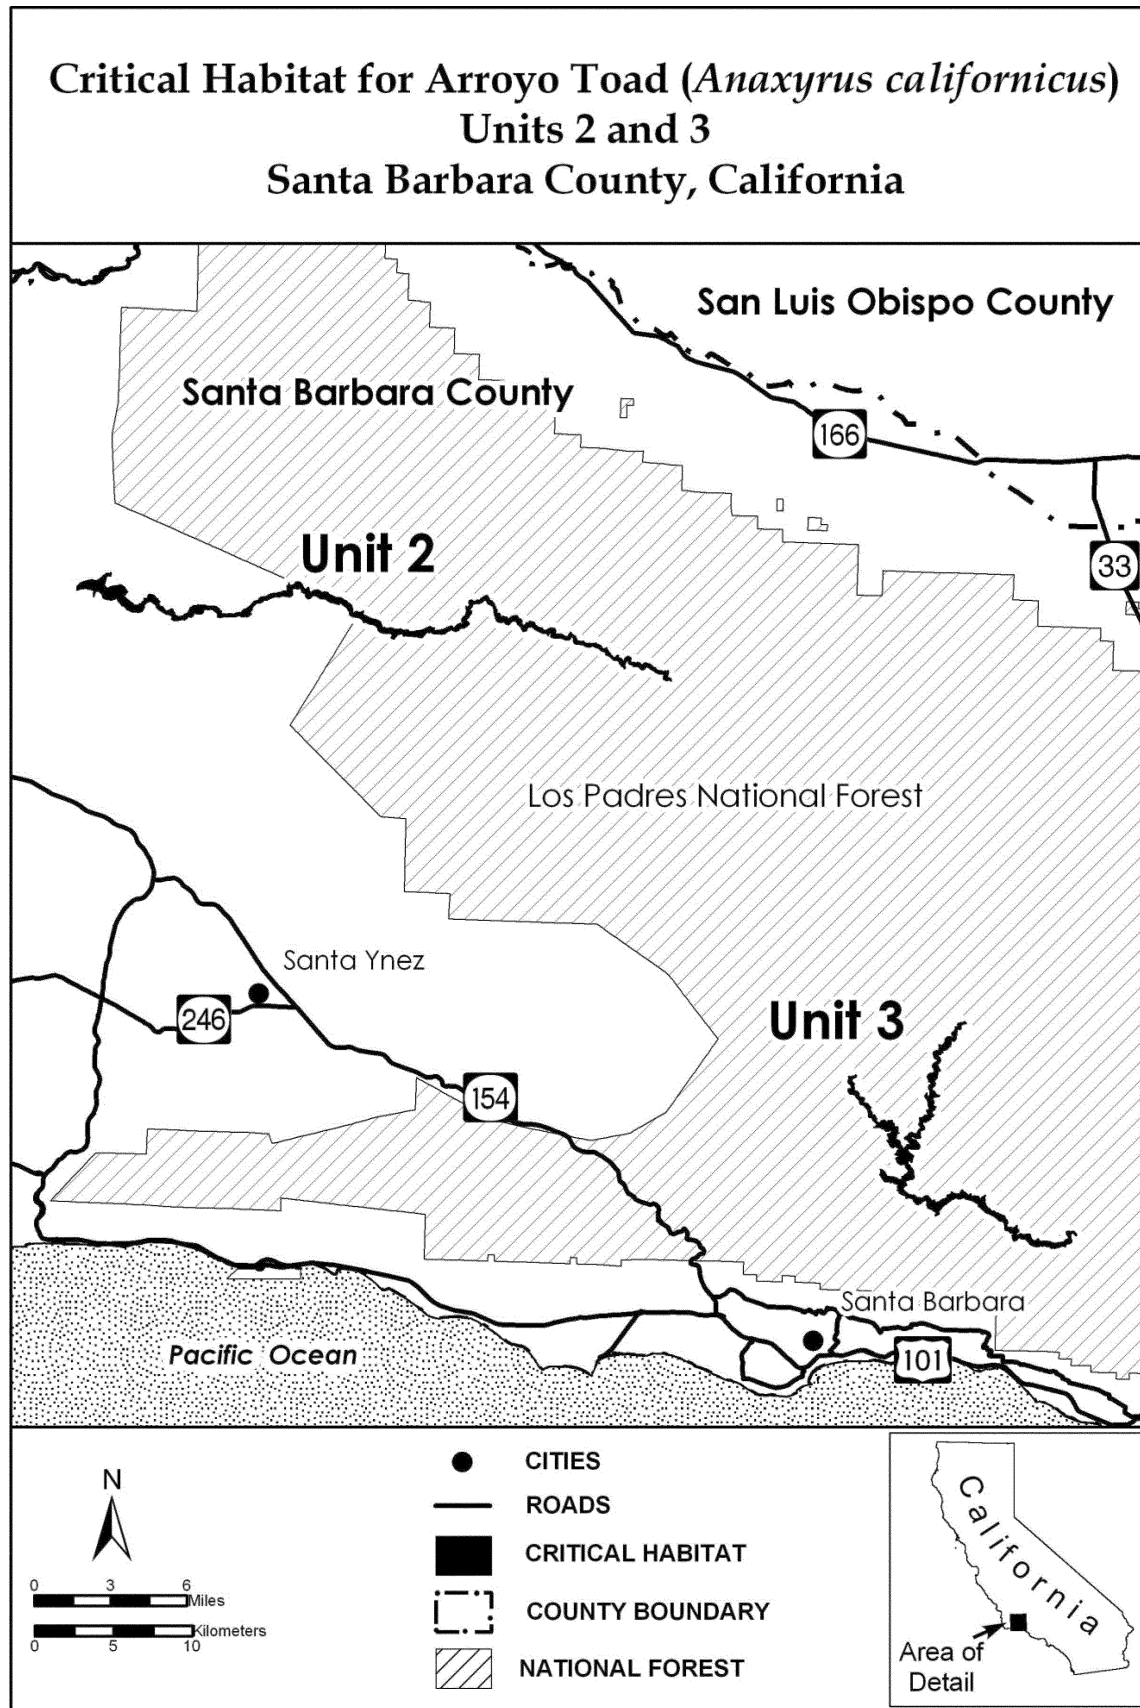 Critical Habitat for Arroyo Toad (Anaxyrus californicus)
Units 2 and 3
Santa Barbara County, California
San Luis Obispo County
Santa Barbara County
166
Unit 2
33
Los Padres National Forest
Santa Ynez
246
Unit 3
154
Santa Barbara
Pacific Ocean
101
N
0 3 6
Miles
Kilometers
0 5 10
CITIES
ROADS
CRITICAL HABITAT
COUNTY BOUNDARY
NATIONAL FOREST
California
Area of
Detail